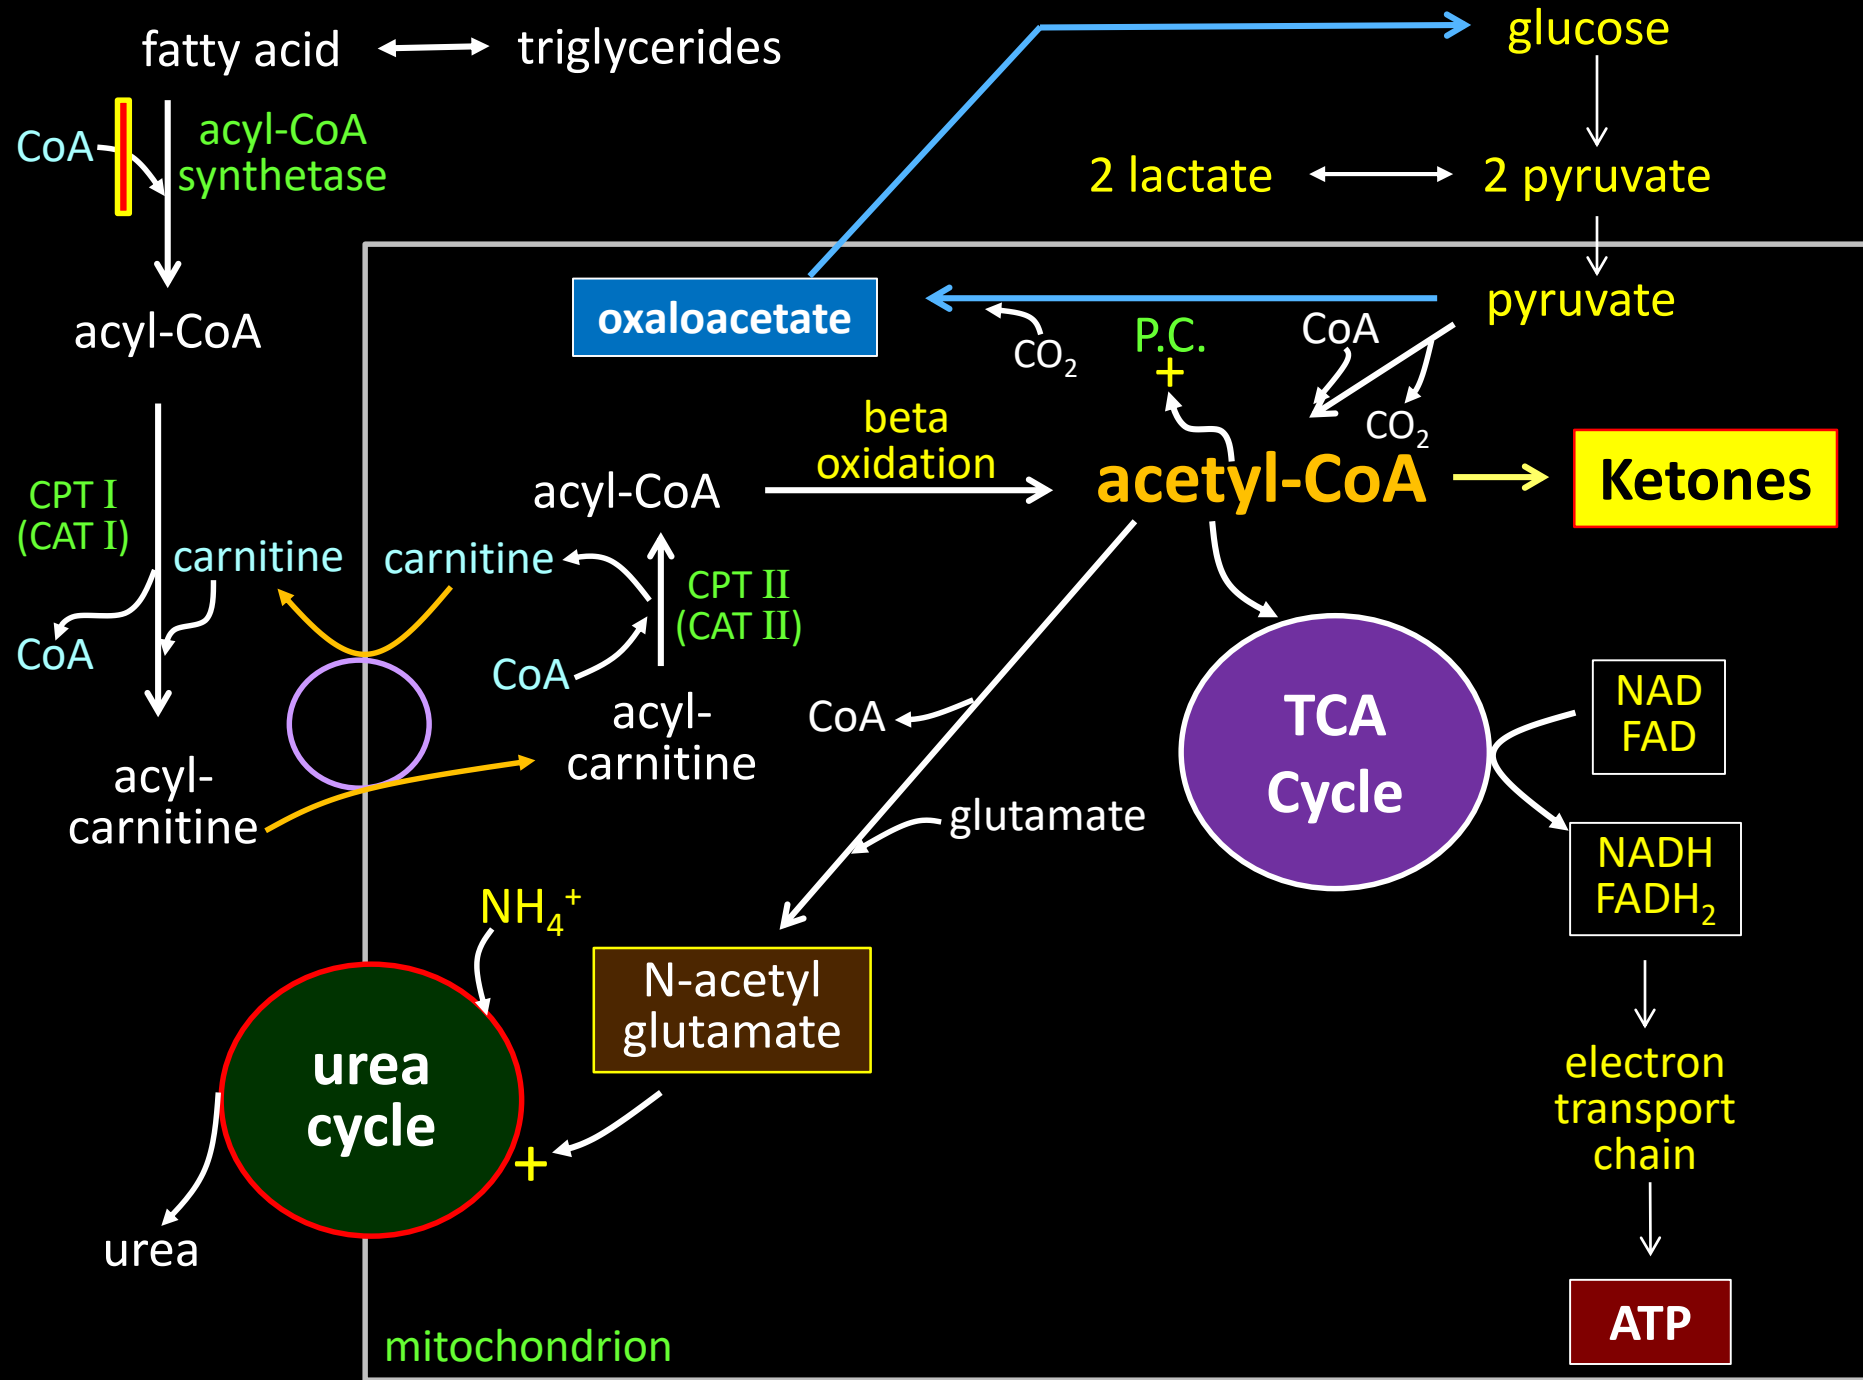 fatty acid
triglycerides
glucose
CoA
acyl-CoA
synthetase
2 lactate
2 pyruvate
acyl-CoA
oxaloacetate
CO₂
P.C.
+
CoA
pyruvate
CO₂
beta
oxidation
acyl-CoA
acetyl-CoA
Ketones
CPT I
(CAT I)
carnitine
carnitine
CPT II
(CAT II)
CoA
CoA
acyl-
carnitine
CoA
TCA
Cycle
NAD
FAD
acyl-
carnitine
glutamate
NADH
FADH₂
NH₄⁺
N-acetyl
glutamate
urea
cycle
+
electron
transport
chain
urea
ATP
mitochondrion